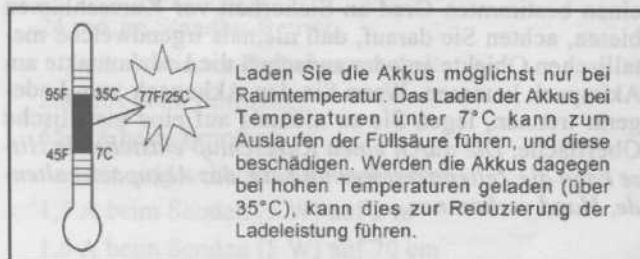 95F 35C 77F/25C
45F 7C
Laden Sie die Akkus möglichst nur bei
Raumtemperatur. Das Laden der Akkus bei
Temperaturen unter 7°C kann zum
Auslaufen der Füllsäure führen, und diese
beschädigen. Werden die Akkus dagegen
bei hohen Temperaturen geladen (über
35°C), kann dies zur Reduzierung der
Ladeleistung führen.